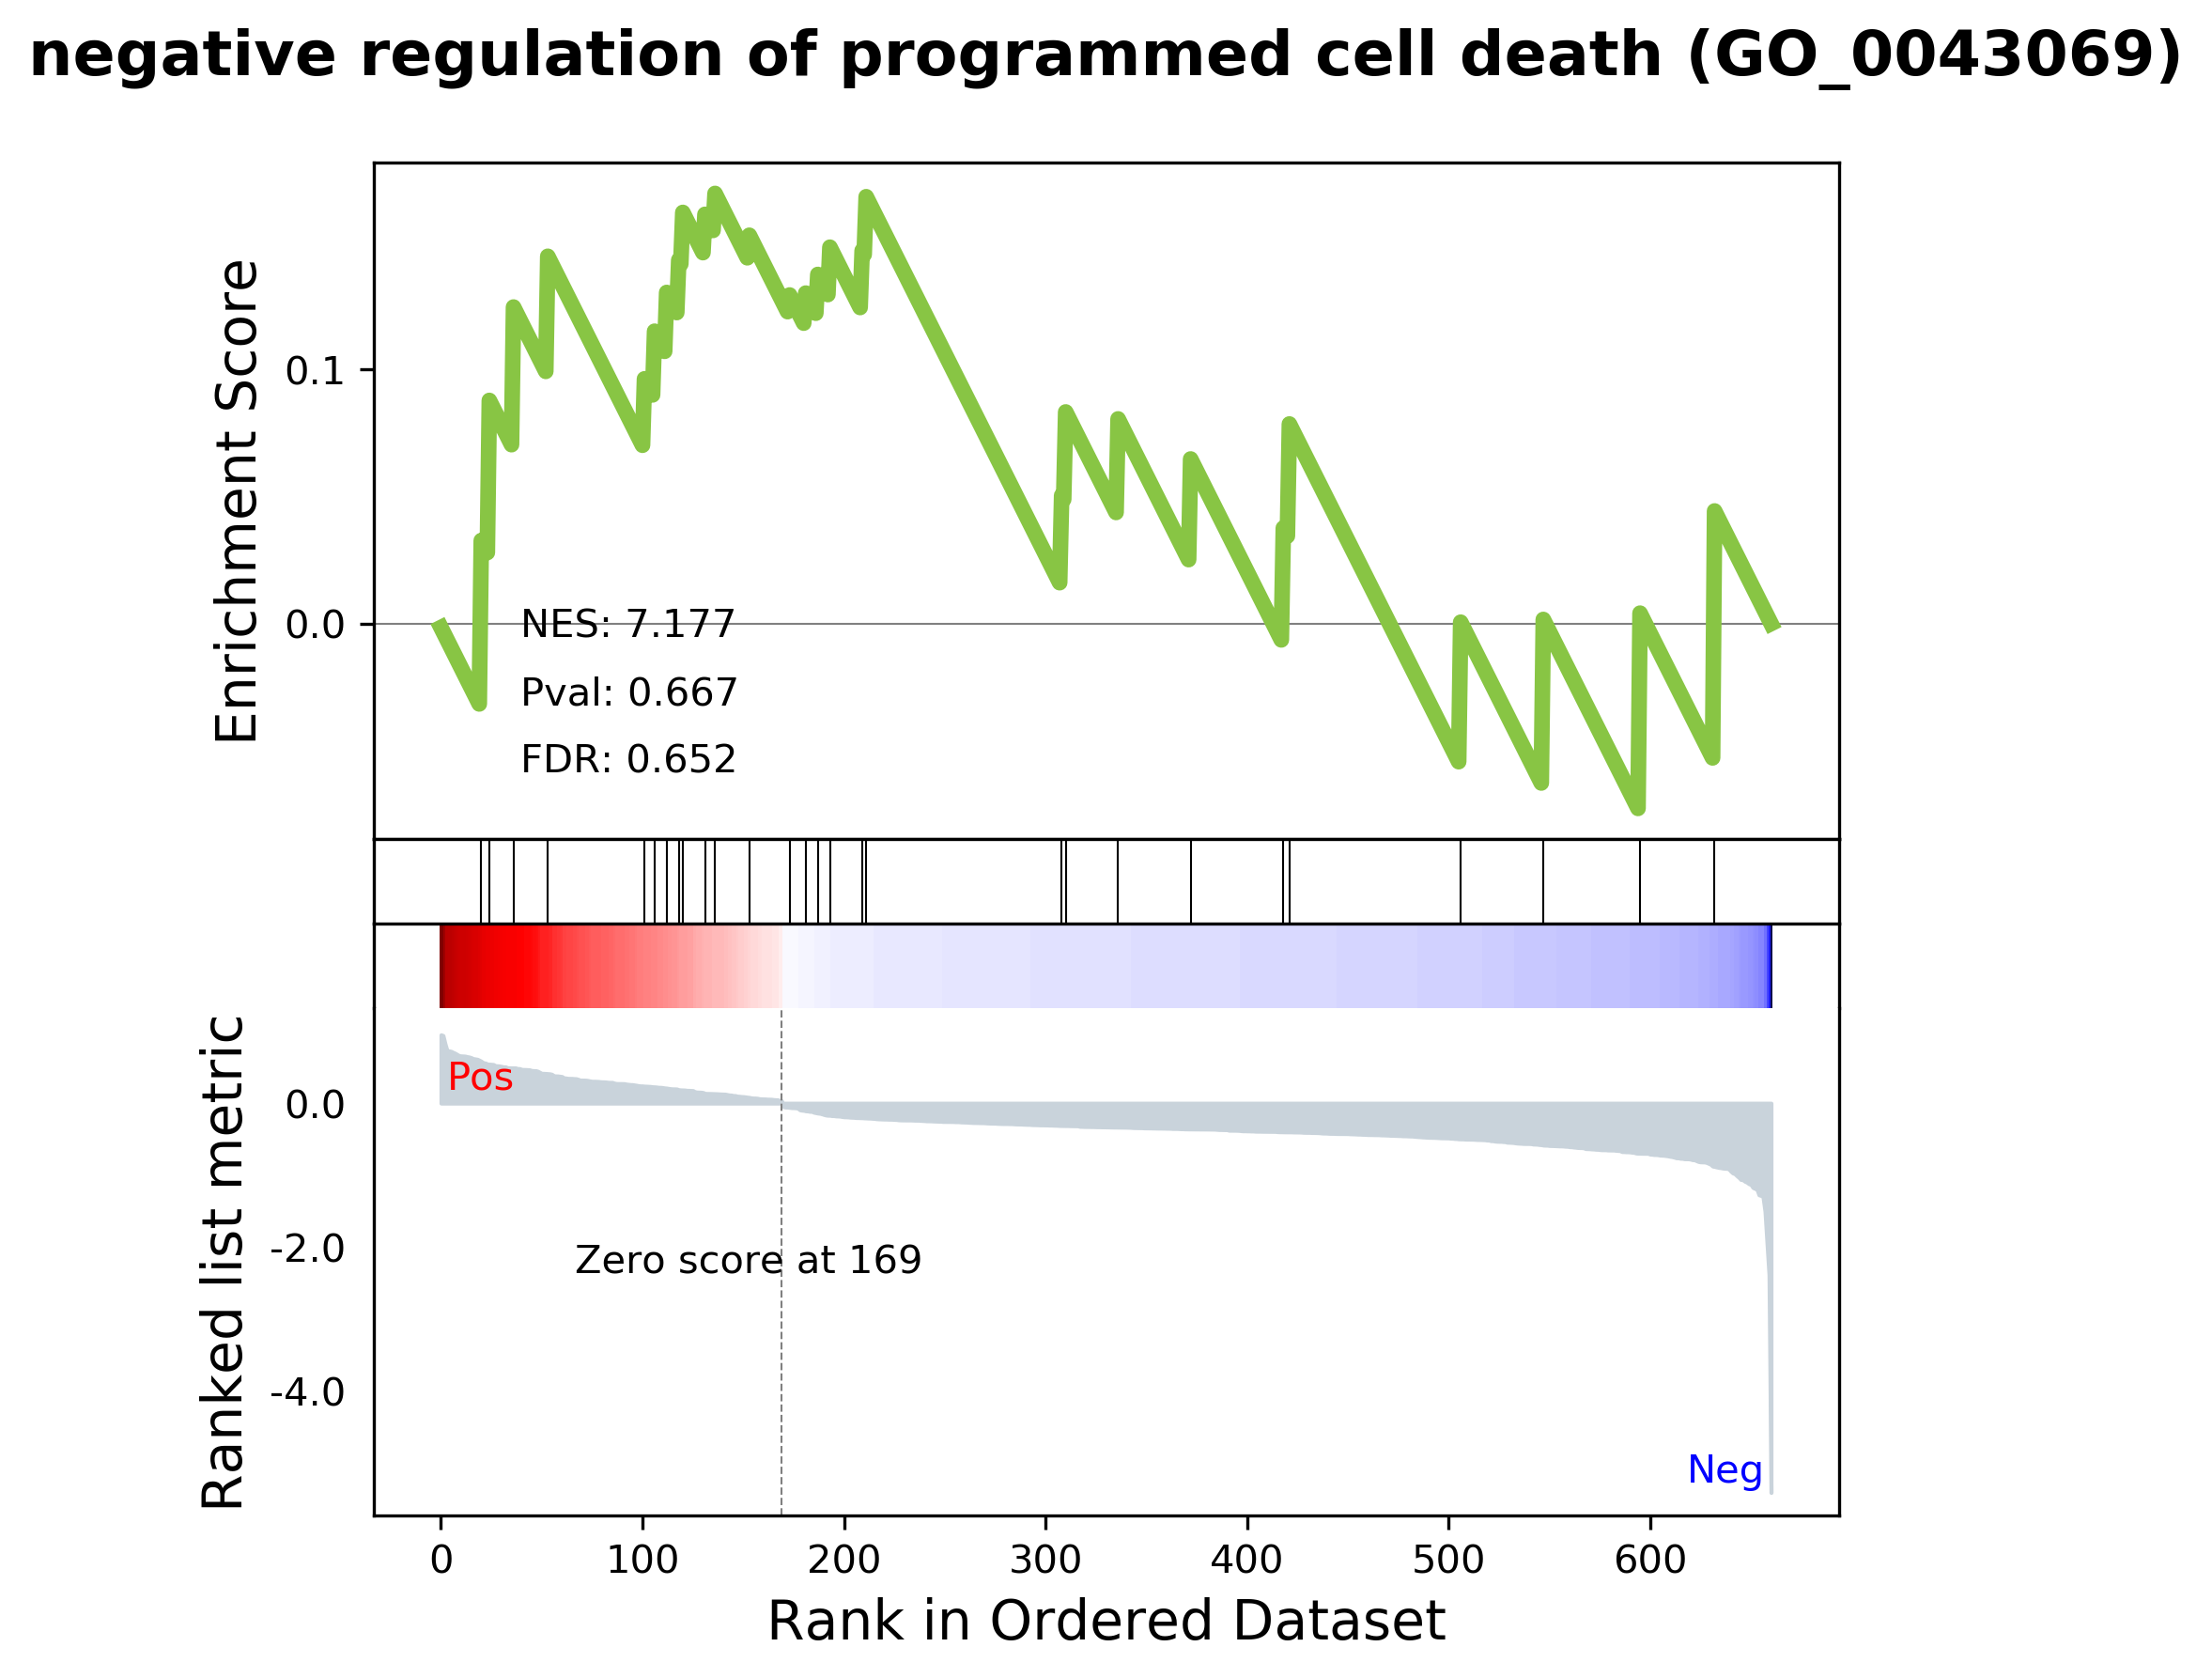 negative regulation of programmed cell death (GO_0043069)
Enrichment Score
0.1
0.0
NES: 7.177
Pval: 0.667
FDR: 0.652
Ranked list metric
0.0
-2.0
-4.0
Pos
Zero score at 169
Neg
0 100 200 300 400 500 600
Rank in Ordered Dataset